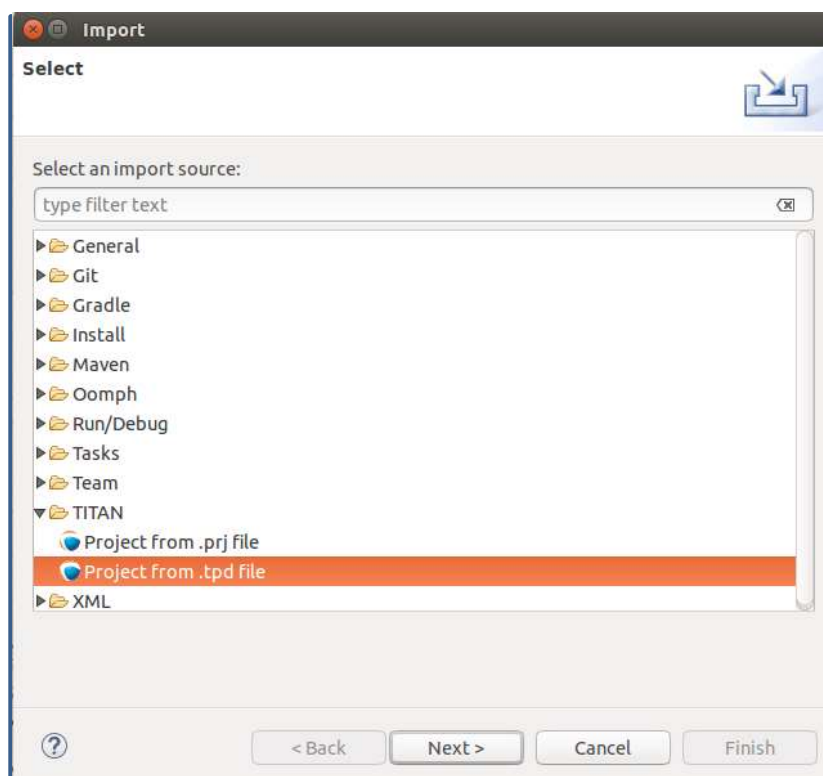 Import
Select
Select an import source:
type filter text
General
Git
Gradle
Install
Maven
Oomph
Run/Debug
Tasks
Team
TITAN
Project from .prj file
Project from .tpd file
XML
? < Back Next > Cancel Finish